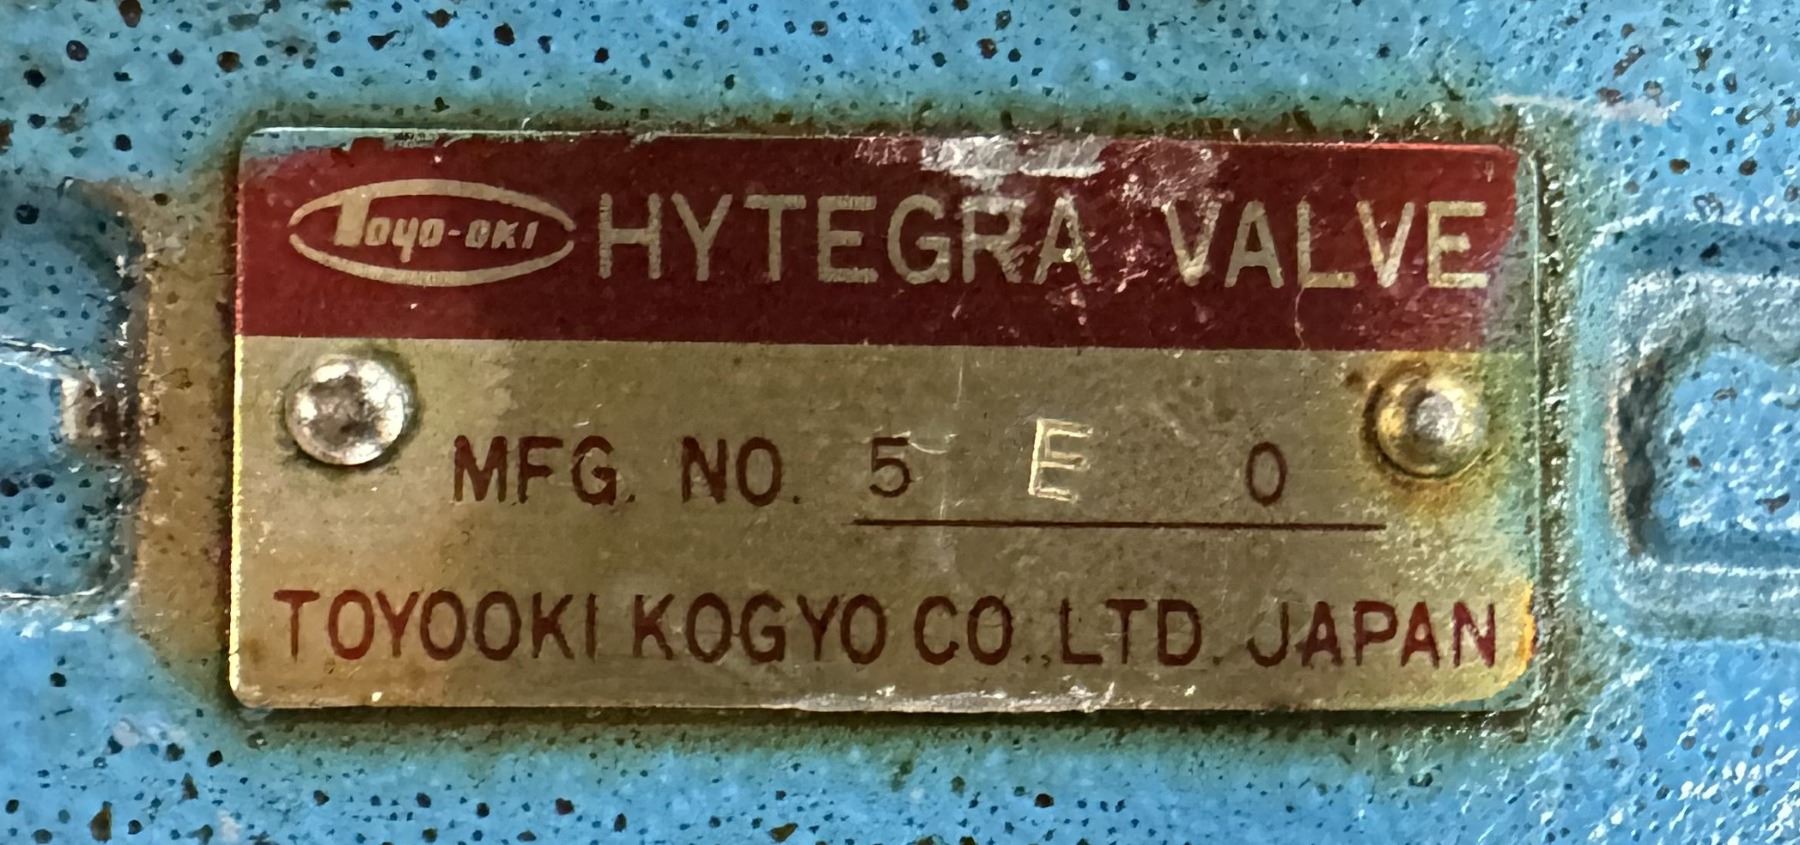 Toyo-oki HYTEGRA VALVE
MFG. NO. 5 E 0
TOYOOKI KOGYO CO., LTD. JAPAN